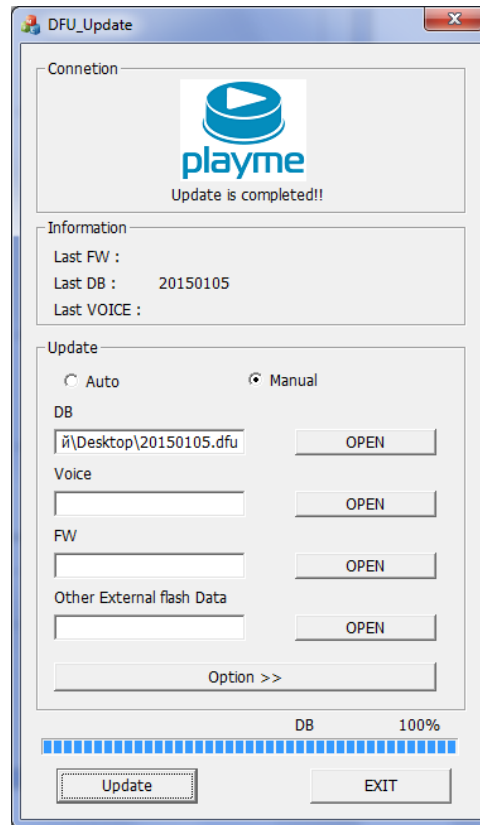 DFU_Update
Connetion
playme
Update is completed!!
Information
Last FW :
Last DB : 20150105
Last VOICE :
Update
Auto Manual
DB
й\Desktop\20150105.dfu OPEN
Voice
OPEN
FW
OPEN
Other External flash Data
OPEN
Option >>
DB 100%
Update EXIT